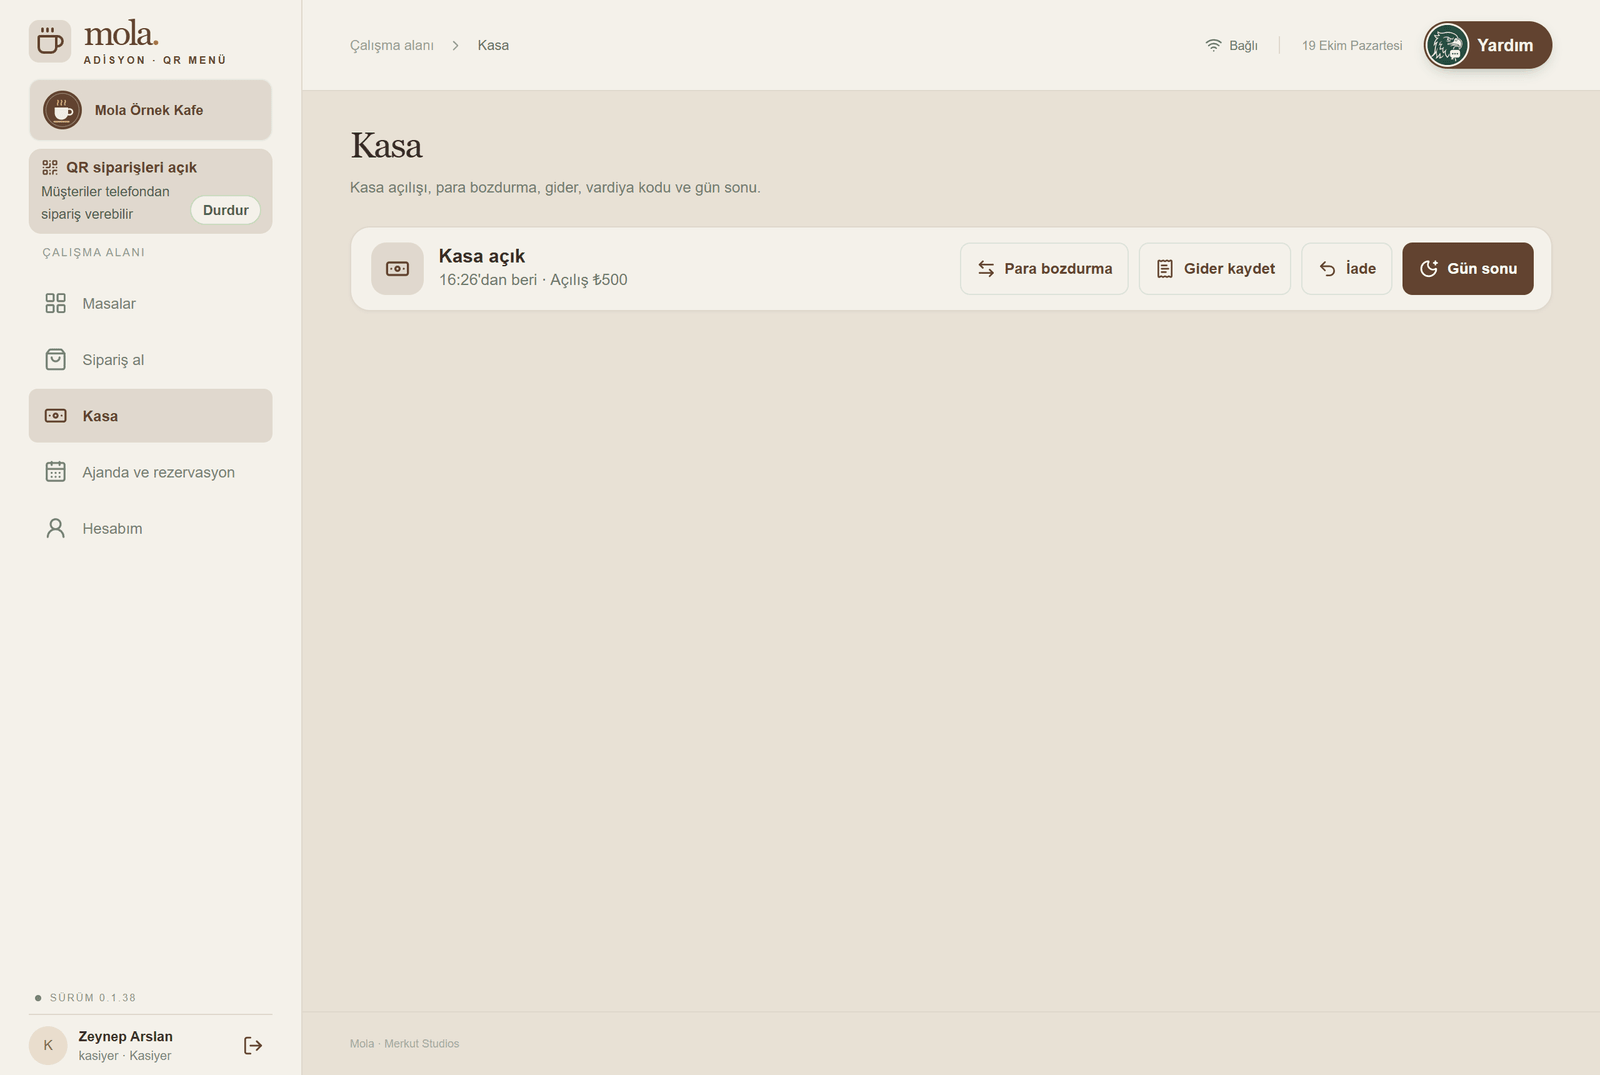 mola.
ADİSYON · QR MENÜ
Mola Örnek Kafe
QR siparişleri açık
Müşteriler telefondan
sipariş verebilir
Durdur
ÇALIŞMA ALANI
Masalar
Sipariş al
Kasa
Ajanda ve rezervasyon
Hesabım
SÜRÜM 0.1.38
K
Zeynep Arslan
kasiyer · Kasiyer
Çalışma alanı
Kasa
Bağlı
19 Ekim Pazartesi
Yardım
Kasa
Kasa açılışı, para bozdurma, gider, vardiya kodu ve gün sonu.
Kasa açık
16:26'dan beri · Açılış ₺500
Para bozdurma
Gider kaydet
İade
Gün sonu
Mola · Merkut Studios